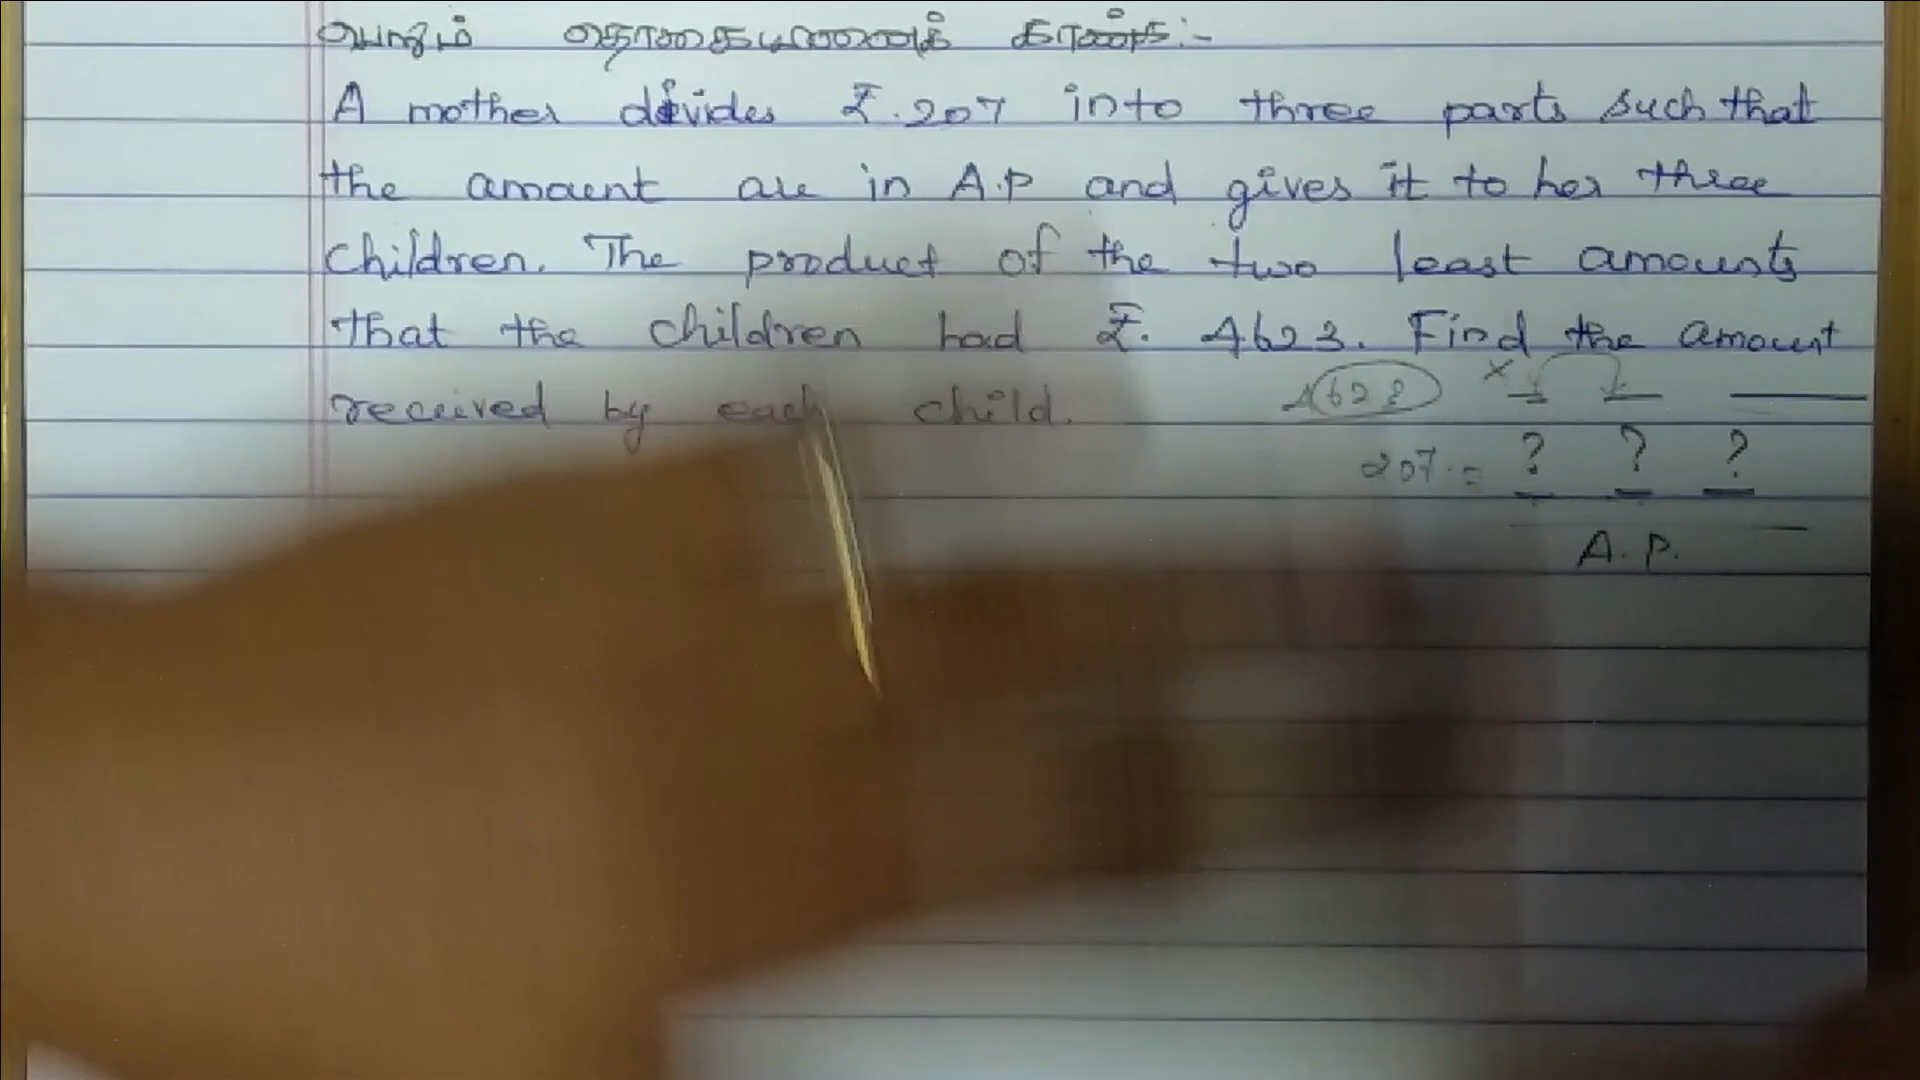 பெறும் தொகையினைக் காண்க:-
A mother divides ₹.207 into three parts such that
the amount are in A.P and gives it to her three
children. The product of the two least amounts
that the children had ₹. 4623. Find the amount
received by each child.
4623 ×
207 = ? ? ?
A.P.